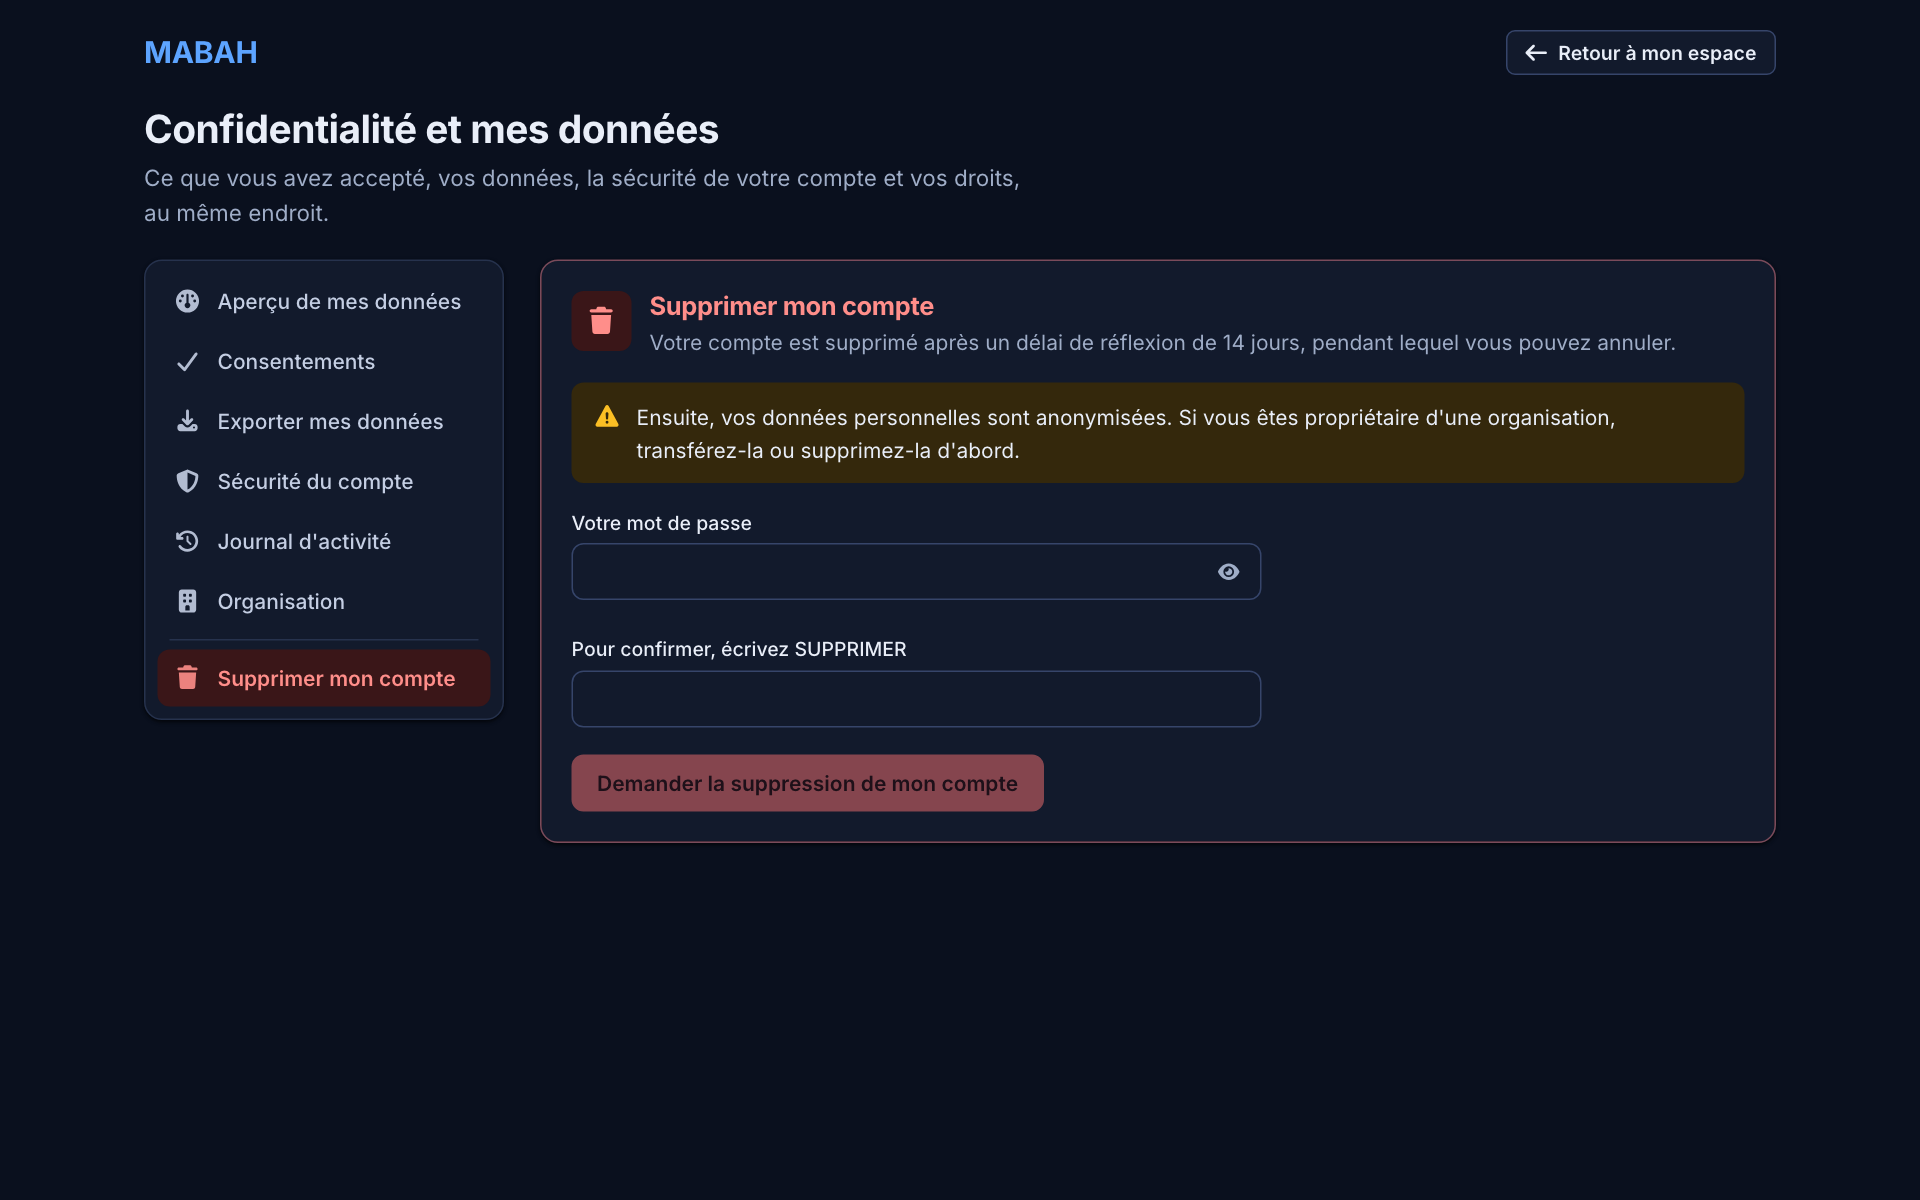 MABAH
Retour à mon espace
Confidentialité et mes données
Ce que vous avez accepté, vos données, la sécurité de votre compte et vos droits,
au même endroit.
Aperçu de mes données
Consentements
Exporter mes données
Sécurité du compte
Journal d'activité
Organisation
Supprimer mon compte
Supprimer mon compte
Votre compte est supprimé après un délai de réflexion de 14 jours, pendant lequel vous pouvez annuler.
Ensuite, vos données personnelles sont anonymisées. Si vous êtes propriétaire d'une organisation,
transférez-la ou supprimez-la d'abord.
Votre mot de passe
Pour confirmer, écrivez SUPPRIMER
Demander la suppression de mon compte